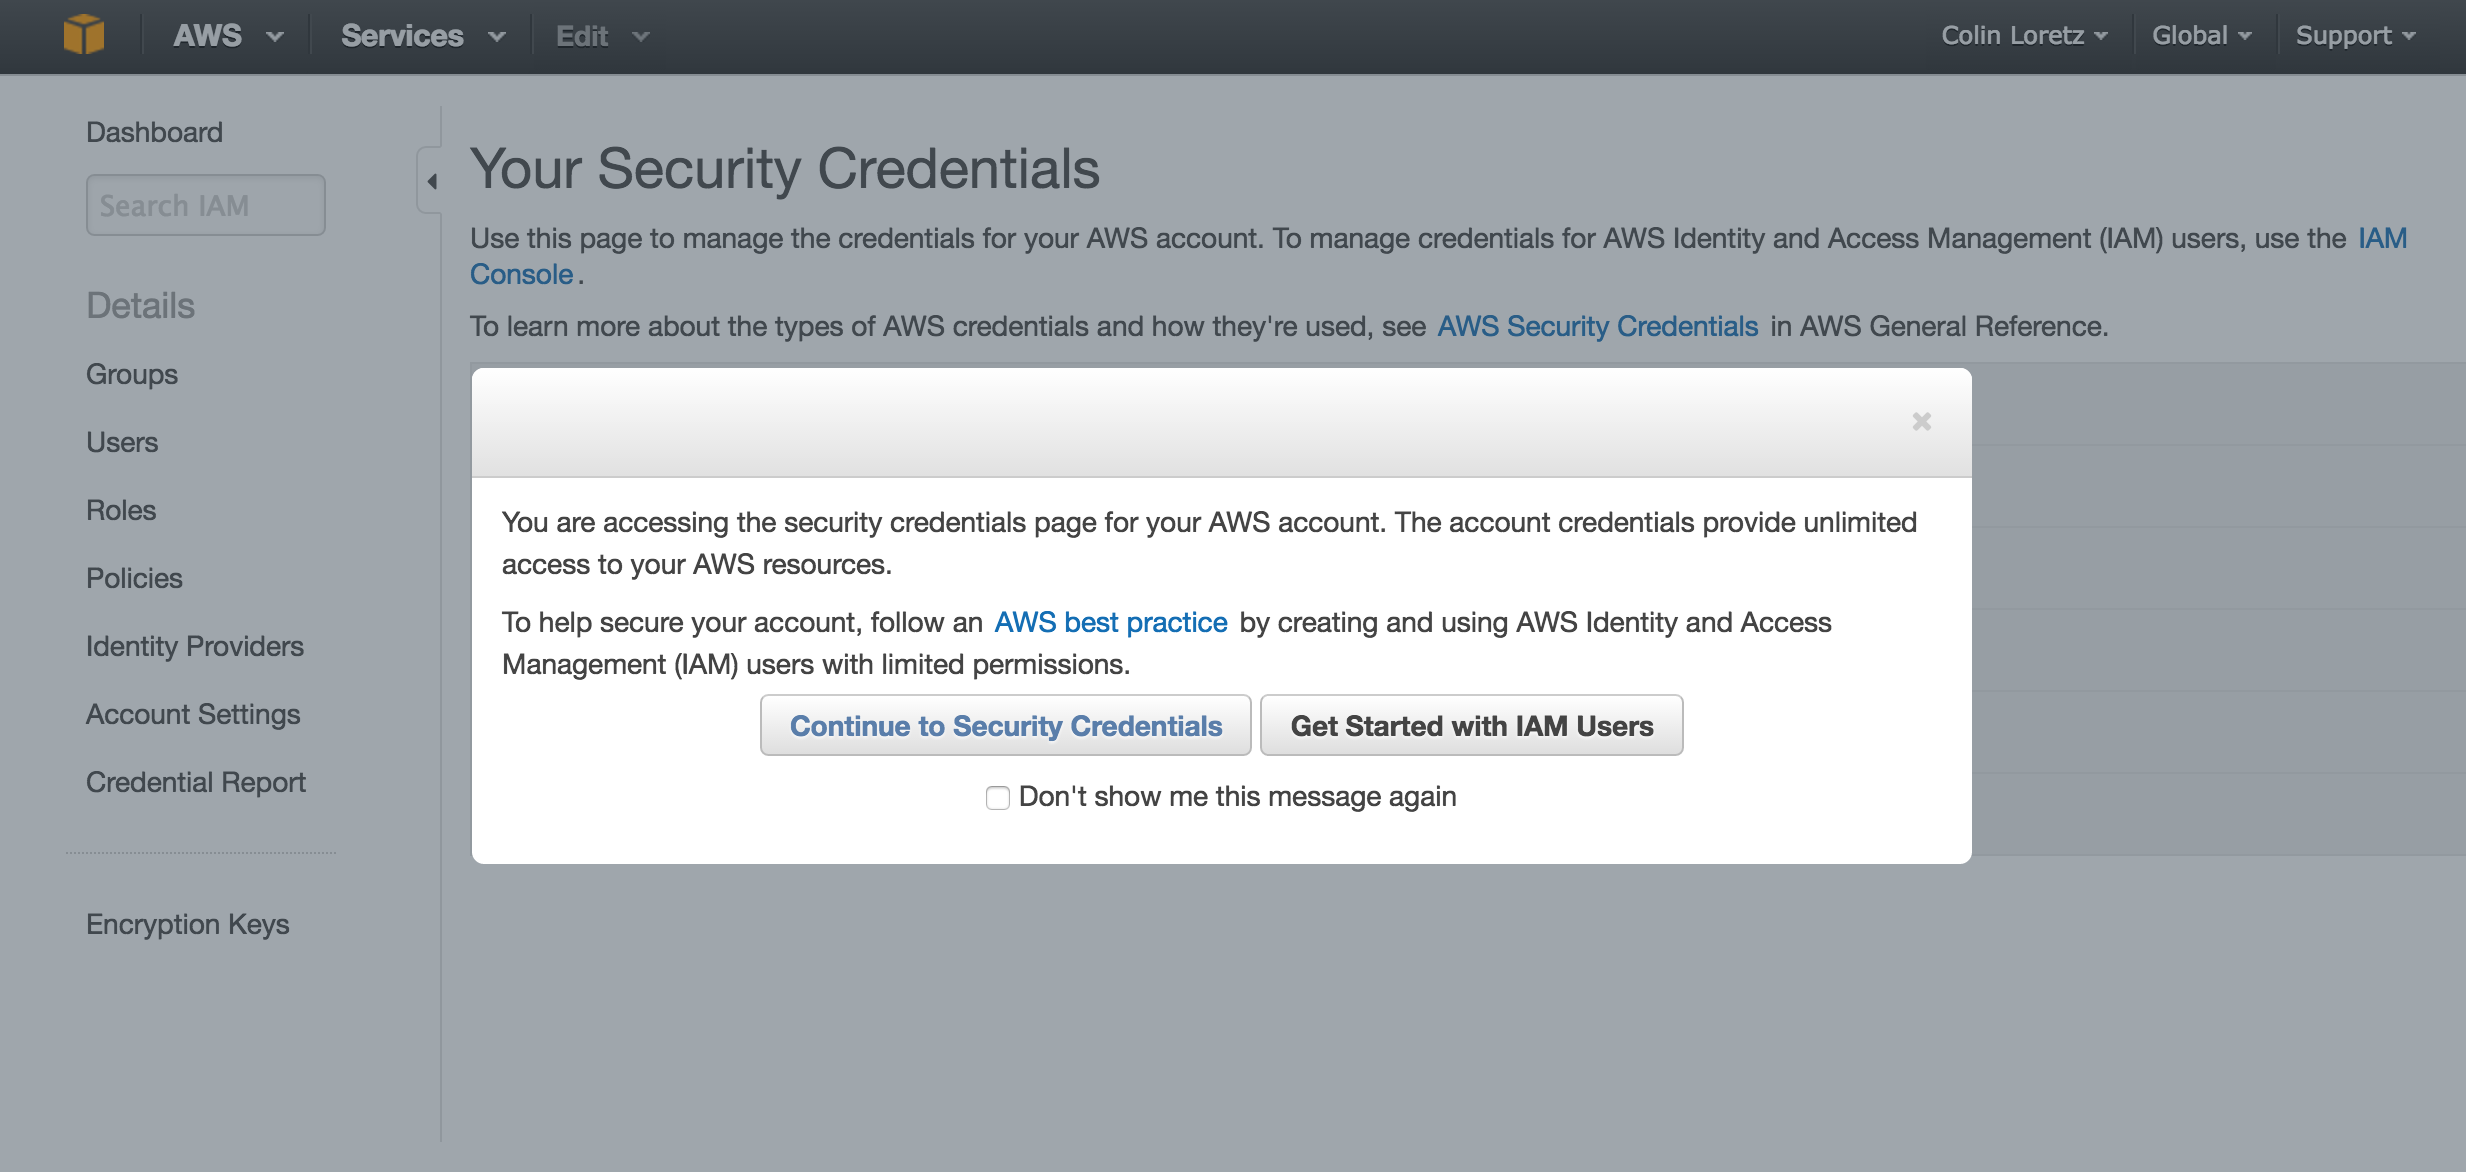 AWS Services Edit Colin Loretz Global Support
Dashboard
Search IAM
Details
Groups
Users
Roles
Policies
Identity Providers
Account Settings
Credential Report
Encryption Keys
Your Security Credentials
Use this page to manage the credentials for your AWS account. To manage credentials for AWS Identity and Access Management (IAM) users, use the IAM
Console.
To learn more about the types of AWS credentials and how they're used, see AWS Security Credentials in AWS General Reference.
You are accessing the security credentials page for your AWS account. The account credentials provide unlimited
access to your AWS resources.
To help secure your account, follow an AWS best practice by creating and using AWS Identity and Access
Management (IAM) users with limited permissions.
Continue to Security Credentials Get Started with IAM Users
Don't show me this message again